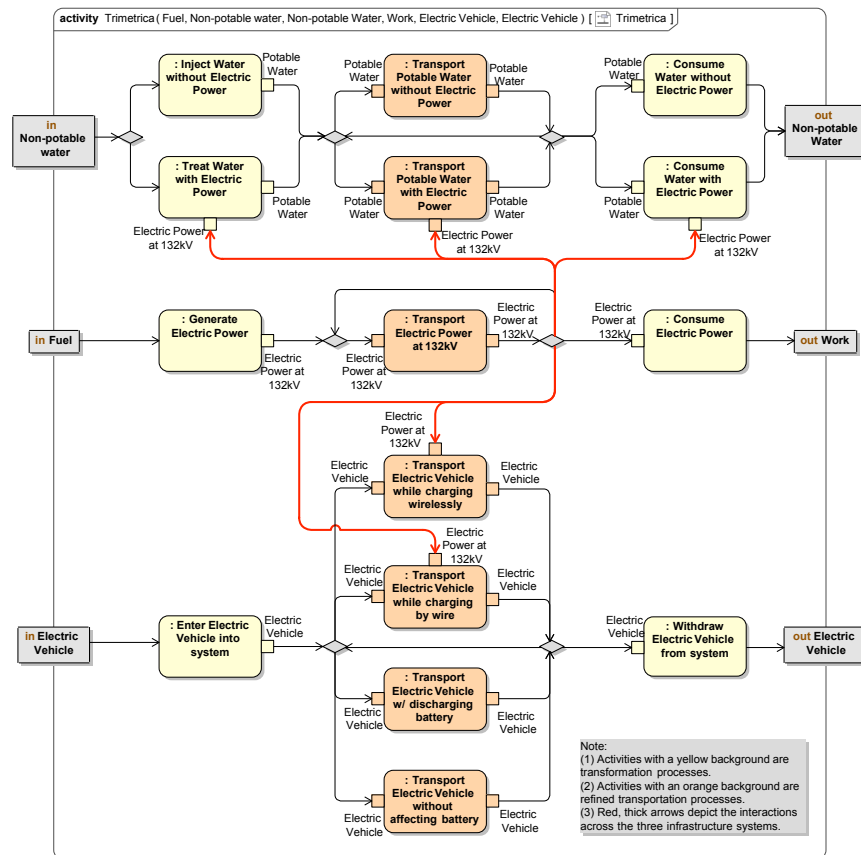 activity Trimetrica( Fuel, Non-potable water, Non-potable Water, Work, Electric Vehicle, Electric Vehicle ) [ Trimetrica ]
: Inject Water
without Electric
Power
Potable
Water
Potable
Water
: Transport
Potable Water
without Electric
Power
Potable
Water
Potable
Water
: Consume
Water without
Electric Power
in
Non-potable
water
out
Non-potable
Water
: Treat Water
with Electric
Power
Potable
Water
Potable
Water
: Transport
Potable Water
with Electric
Power
Potable
Water
Potable
Water
: Consume
Water with
Electric Power
Electric Power
at 132kV
Electric Power
at 132kV
Electric Power
at 132kV
in Fuel
: Generate
Electric Power
Electric
Power at
132kV
Electric
Power at
132kV
: Transport
Electric Power
at 132kV
Electric
Power at
132kV
Electric
Power at
132kV
: Consume
Electric Power
out Work
Electric
Power at
132kV
Electric
Vehicle
: Transport
Electric Vehicle
while charging
wirelessly
Electric
Vehicle
Electric
Power at
132kV
Electric
Vehicle
: Transport
Electric Vehicle
while charging
by wire
Electric
Vehicle
in Electric
Vehicle
: Enter Electric
Vehicle into
system
Electric
Vehicle
Electric
Vehicle
: Withdraw
Electric Vehicle
from system
out Electric
Vehicle
: Transport
Electric Vehicle
w/ discharging
battery
Electric
Vehicle
Electric
Vehicle
: Transport
Electric Vehicle
without
affecting battery
Electric
Vehicle
Electric
Vehicle
Note:
(1) Activities with a yellow background are
transformation processes.
(2) Activities with an orange background are
refined transportation processes.
(3) Red, thick arrows depict the interactions
across the three infrastructure systems.